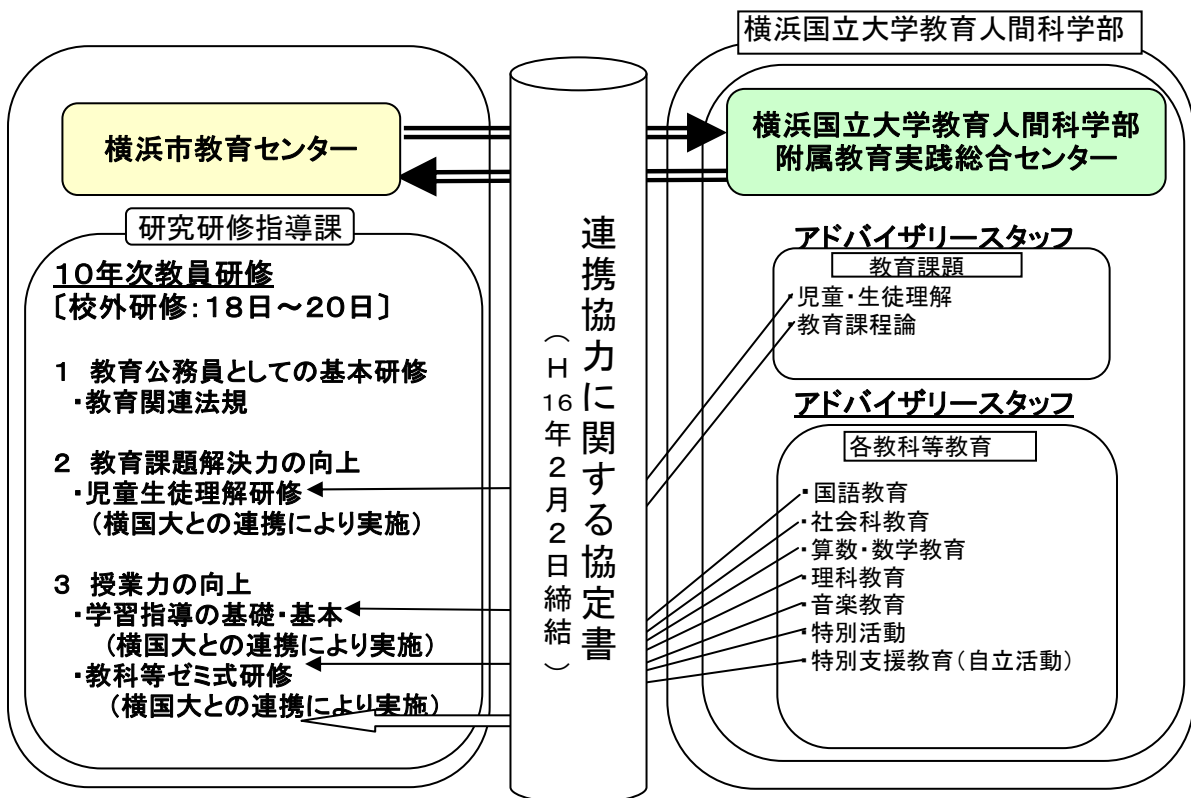 横浜国立大学教育人間科学部
横浜市教育センター
横浜国立大学教育人間科学部
附属教育実践総合センター
研究研修指導課
10年次教員研修
〔校外研修:18日～20日〕
1 教育公務員としての基本研修
・教育関連法規
2 教育課題解決力の向上
・児童生徒理解研修
(横国大との連携により実施)
3 授業力の向上
・学習指導の基礎・基本
(横国大との連携により実施)
・教科等ゼミ式研修
(横国大との連携により実施)
連携協力に関する協定書
(H16年2月2日締結)
アドバイザリースタッフ
教育課題
・児童・生徒理解
・教育課程論
アドバイザリースタッフ
各教科等教育
・国語教育
・社会科教育
・算数・数学教育
・理科教育
・音楽教育
・特別活動
・特別支援教育(自立活動)